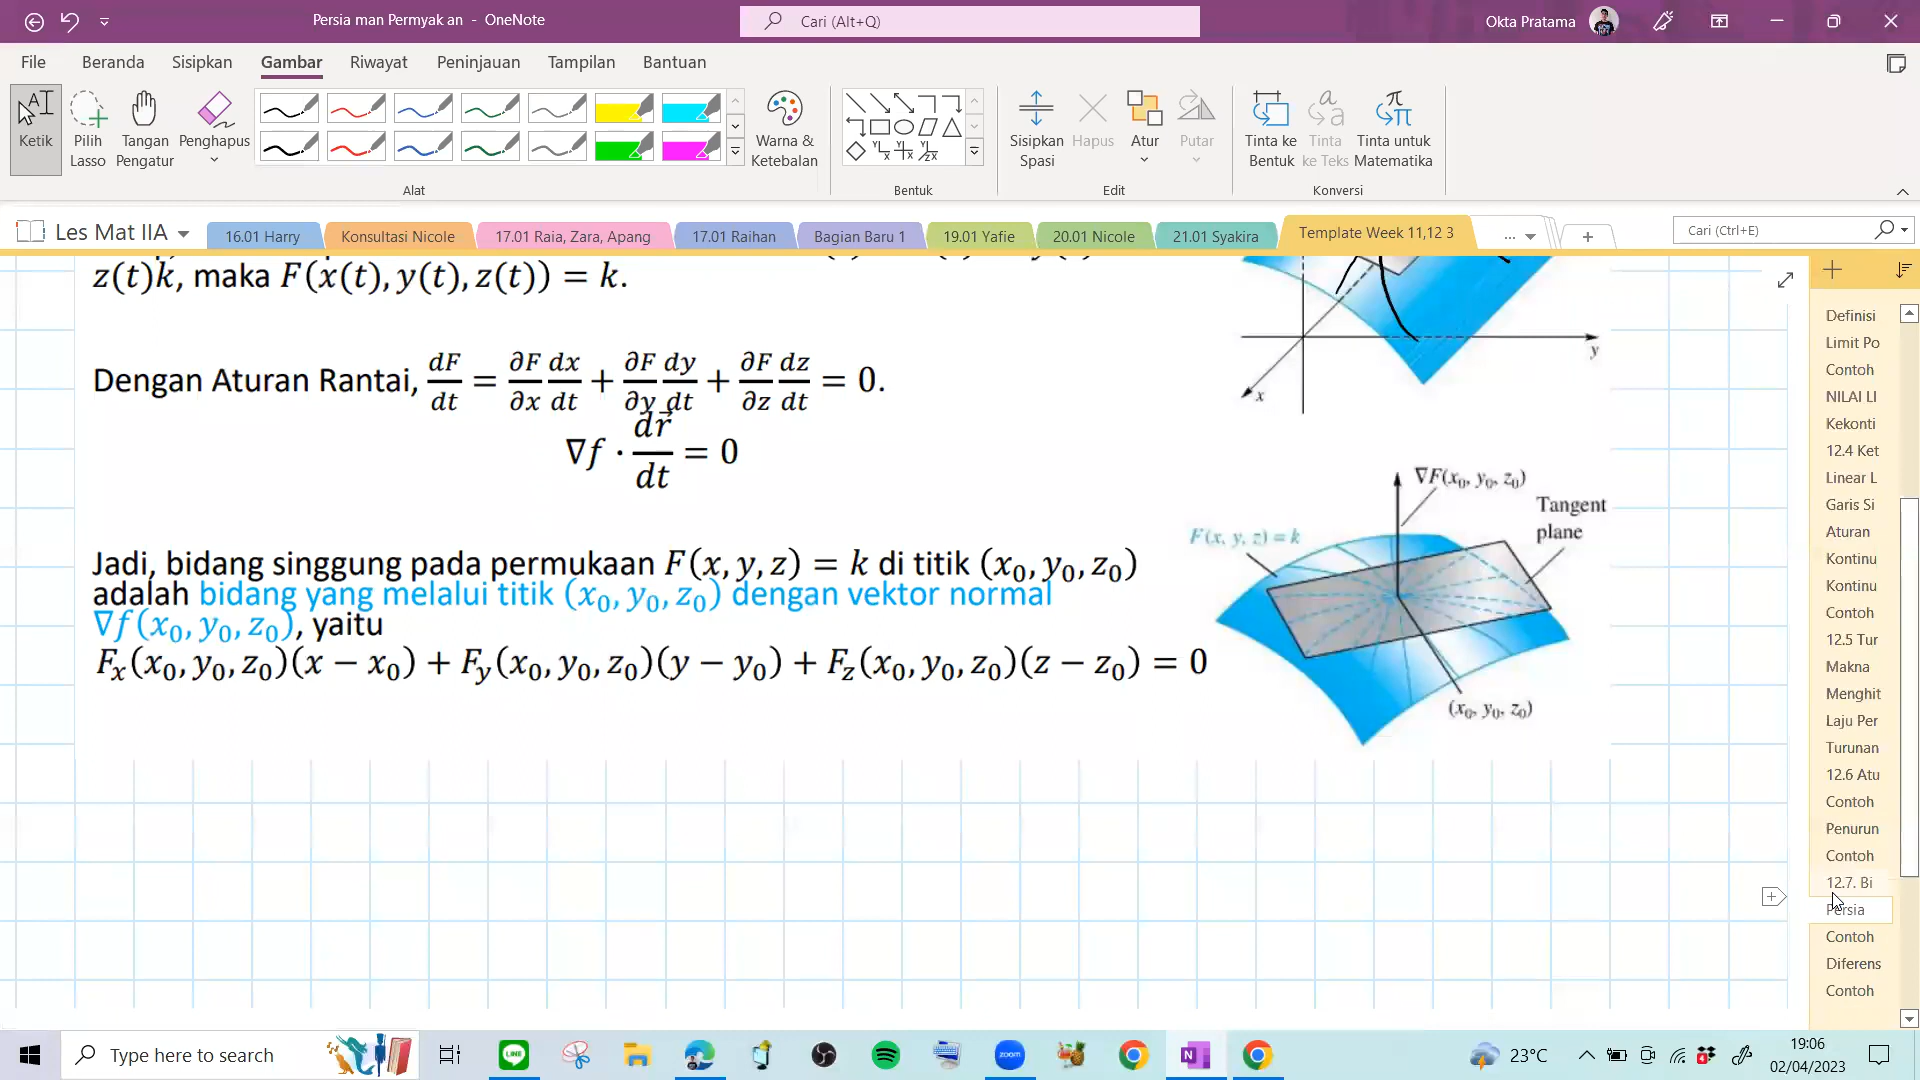 Persia man Permyak an - OneNote
Cari (Alt+Q)
Okta Pratama
File Beranda Sisipkan Gambar Riwayat Peninjauan Tampilan Bantuan
Ketik
Pilih Lasso
Tangan Pengatur
Penghapus
Warna & Ketebalan
Sisipkan Spasi
Hapus
Atur
Putar
Tinta ke Bentuk
Tinta ke Teks
Tinta untuk Matematika
Alat Bentuk Edit Konversi
Les Mat IIA
16.01 Harry
Konsultasi Nicole
17.01 Raia, Zara, Apang
17.01 Raihan
Bagian Baru 1
19.01 Yafie
20.01 Nicole
21.01 Syakira
Template Week 11,12 3
...
Cari (Ctrl+E)
z(t)k, maka F(x(t), y(t), z(t)) = k.
y
x
Dengan Aturan Rantai, dF/dt = ∂F/∂x dx/dt + ∂F/∂y dy/dt + ∂F/∂z dz/dt = 0.
∇f · dr⃗/dt = 0
∇F(x₀, y₀, z₀)
Tangent plane
F(x, y, z) = k
(x₀, y₀, z₀)
Jadi, bidang singgung pada permukaan F(x, y, z) = k di titik (x₀, y₀, z₀)
adalah bidang yang melalui titik (x₀, y₀, z₀) dengan vektor normal
∇f(x₀, y₀, z₀), yaitu
Fₓ(x₀, y₀, z₀)(x − x₀) + F_y(x₀, y₀, z₀)(y − y₀) + F_z(x₀, y₀, z₀)(z − z₀) = 0
Definisi
Limit Po
Contoh
NILAI LI
Kekonti
12.4 Ket
Linear L
Garis Si
Aturan
Kontinu
Kontinu
Contoh
12.5 Tur
Makna
Menghit
Laju Per
Turunan
12.6 Atu
Contoh
Penurun
Contoh
12.7. Bi
Persia
Contoh
Diferens
Contoh
Type here to search
LINE
zoom
N
23°C
4
19:06
02/04/2023